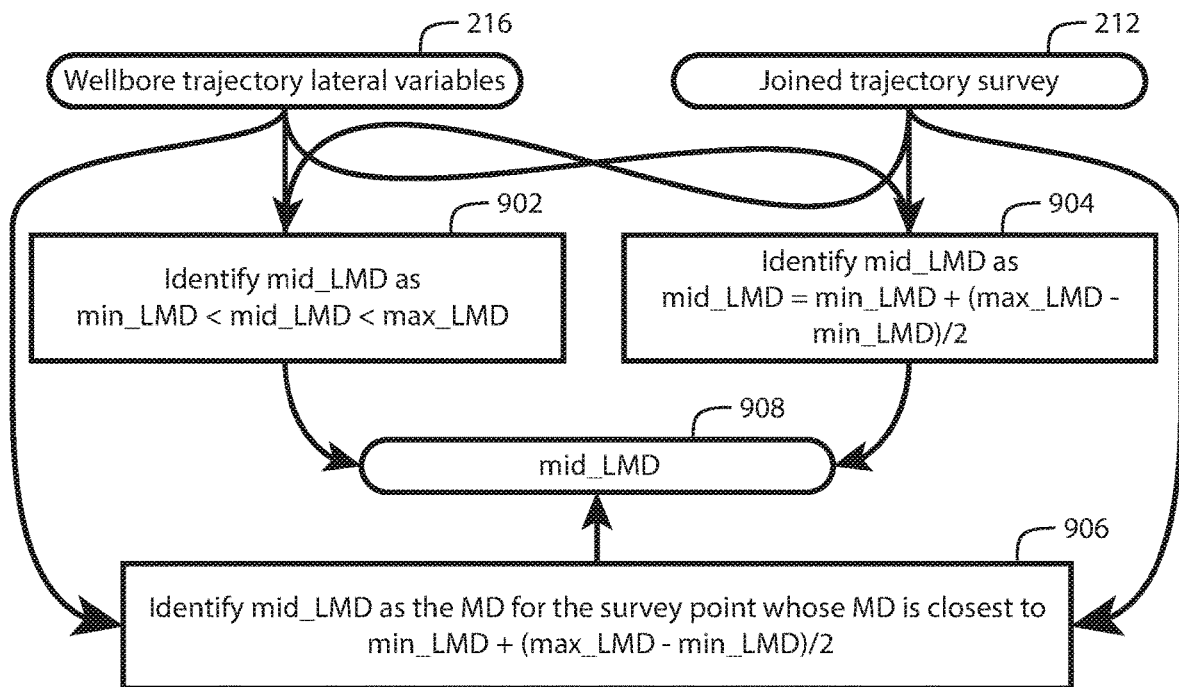 216
212
Wellbore trajectory lateral variables
Joined trajectory survey
902
904
Identify mid_LMD as
min_LMD < mid_LMD < max_LMD
Identify mid_LMD as
mid_LMD = min_LMD + (max_LMD -
min_LMD)/2
908
mid_LMD
906
Identify mid_LMD as the MD for the survey point whose MD is closest to
min_LMD + (max_LMD - min_LMD)/2